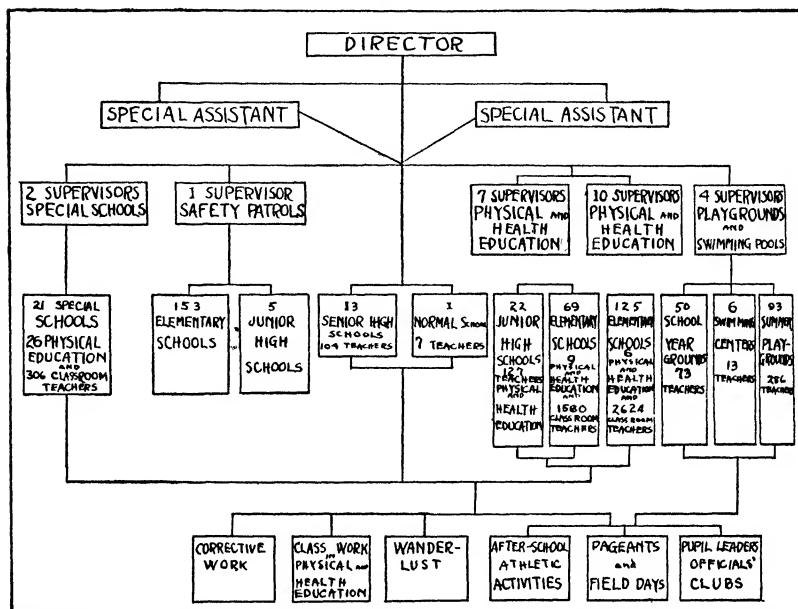 DIRECTOR
SPECIAL ASSISTANT
SPECIAL ASSISTANT
2 SUPERVISORS
SPECIAL SCHOOLS
1 SUPERVISOR
SAFETY PATROLS
7 SUPERVISORS
PHYSICAL AND
HEALTH
EDUCATION
10 SUPERVISORS
PHYSICAL AND
HEALTH
EDUCATION
4 SUPERVISORS
PLAYGROUNDS
AND
SWIMMING POOLS
21 SPECIAL
SCHOOLS
26 PHYSICAL
EDUCATION
AND
306 CLASSROOM
TEACHERS
153
ELEMENTARY
SCHOOLS
5
JUNIOR
HIGH
SCHOOLS
13
SENIOR HIGH
SCHOOLS
104 TEACHERS
1
NORMAL SCHOOL
7 TEACHERS
22
JUNIOR
HIGH
SCHOOLS
127
TEACHERS
PHYSICAL
AND
HEALTH
EDUCATION
69
ELEMENTARY
SCHOOLS
9
PHYSICAL AND
HEALTH
EDUCATION
AND
1580
CLASSROOM
TEACHERS
125
ELEMENTARY
SCHOOLS
6
PHYSICAL AND
HEALTH
EDUCATION
AND
2624
CLASSROOM
TEACHERS
50
SCHOOL
YEAR
GROUNDS
73
TEACHERS
6
SWIMMING
CENTERS
13
TEACHERS
93
SUMMER
PLAY-
GROUNDS
286
TEACHERS
CORRECTIVE
WORK
CLASS WORK
IN
PHYSICAL AND
HEALTH
EDUCATION
WANDER-
LUST
AFTER-SCHOOL
ATHLETIC
ACTIVITIES
PAGEANTS
and
FIELD DAYS
PUPIL LEADERS
OFFICIALS'
CLUBS